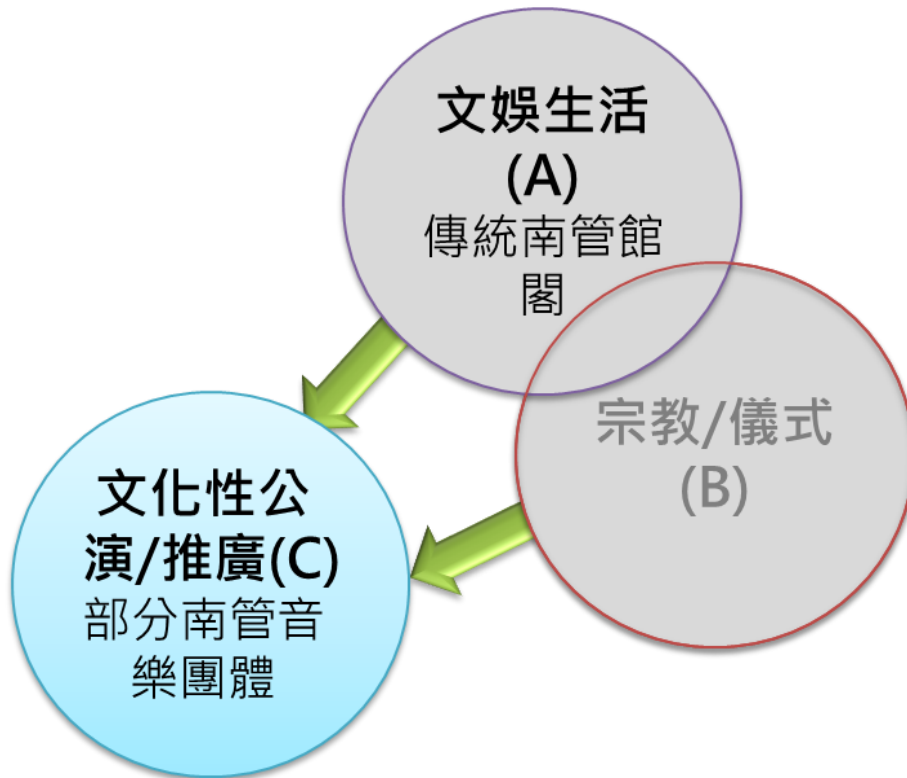 文娛生活
(A)
傳統南管館
閣
宗教/儀式
(B)
文化性公
演/推廣(C)
部分南管音
樂團體